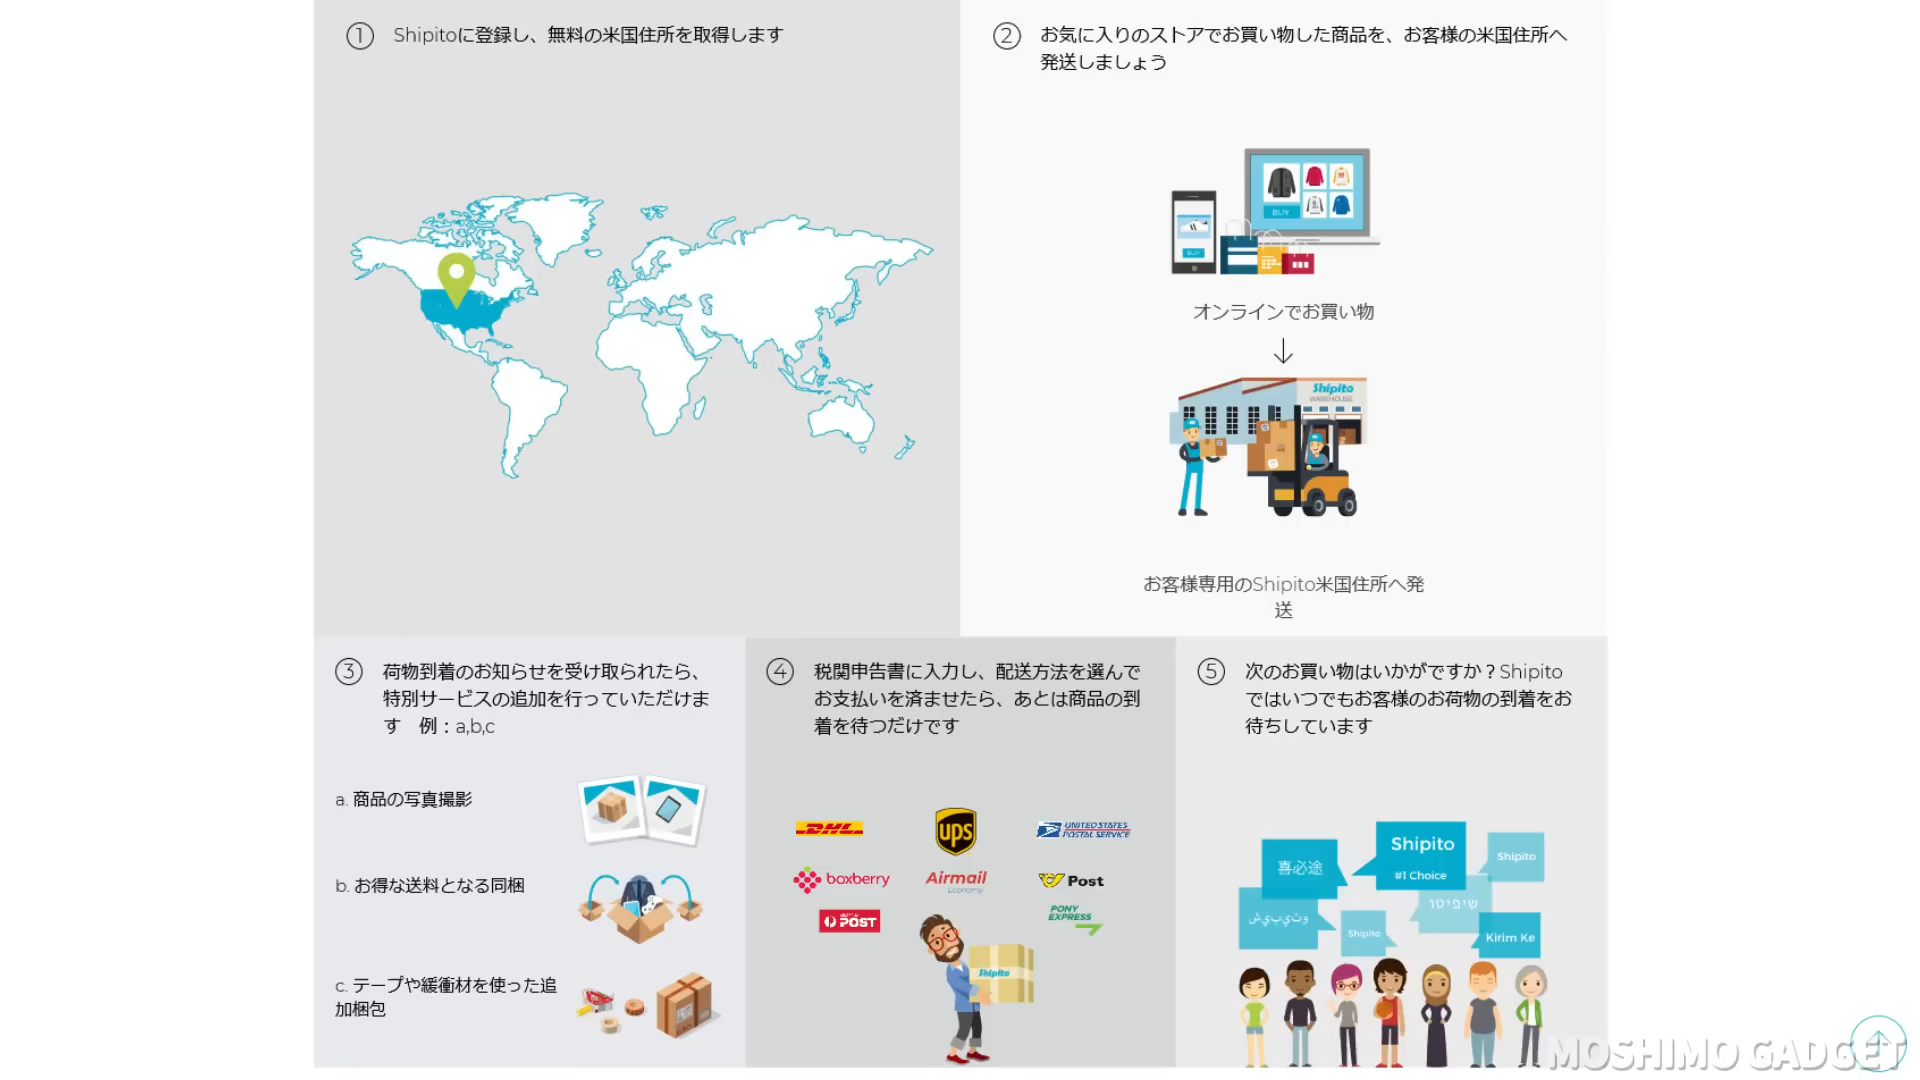 ① Shipitoに登録し、無料の米国住所を取得します
② お気に入りのストアでお買い物した商品を、お客様の米国住所へ
発送しましょう
BUY
BUY
オンラインでお買い物
Shipito
WAREHOUSE
お客様専用のShipito米国住所へ発
送
③ 荷物到着のお知らせを受け取られたら、
特別サービスの追加を行っていただけま
す 例：a,b,c
a. 商品の写真撮影
b. お得な送料となる同梱
c. テープや緩衝材を使った追
加梱包
④ 税関申告書に入力し、配送方法を選んで
お支払いを済ませたら、あとは商品の到
着を待つだけです
DHL
ups
UNITED STATES
POSTAL SERVICE
boxberry
Airmail
Economy
Post
POST
PONY
EXPRESS
Shipito
⑤ 次のお買い物はいかがですか？Shipito
ではいつでもお客様のお荷物の到着をお
待ちしています
喜必途
Shipito
#1 Choice
Shipito
شيبيتو
Shipito
שיפיטו
Kirim Ke
MOSHIMO GADGET